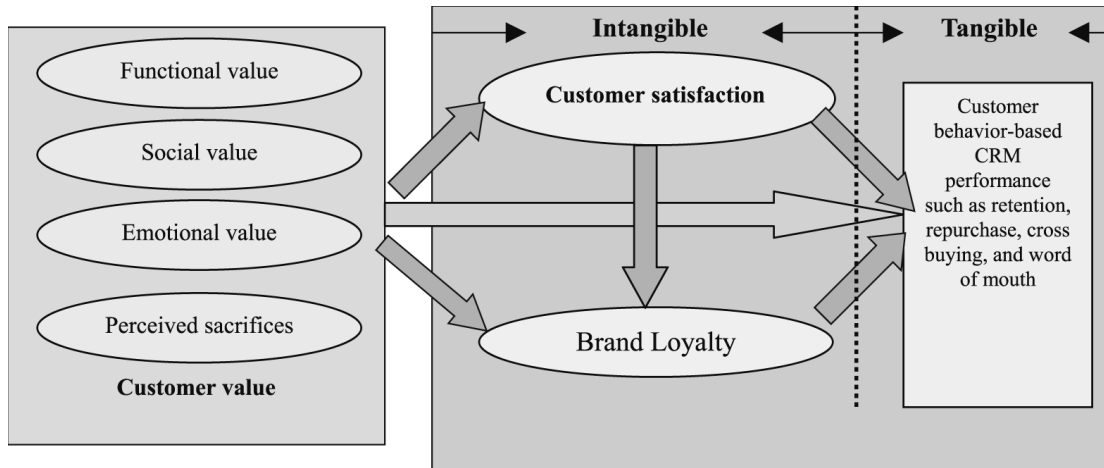 Functional value
Social value
Emotional value
Perceived sacrifices
Customer value
Intangible
Tangible
Customer satisfaction
Brand Loyalty
Customer
behavior-based
CRM
performance
such as retention,
repurchase, cross
buying, and word
of mouth